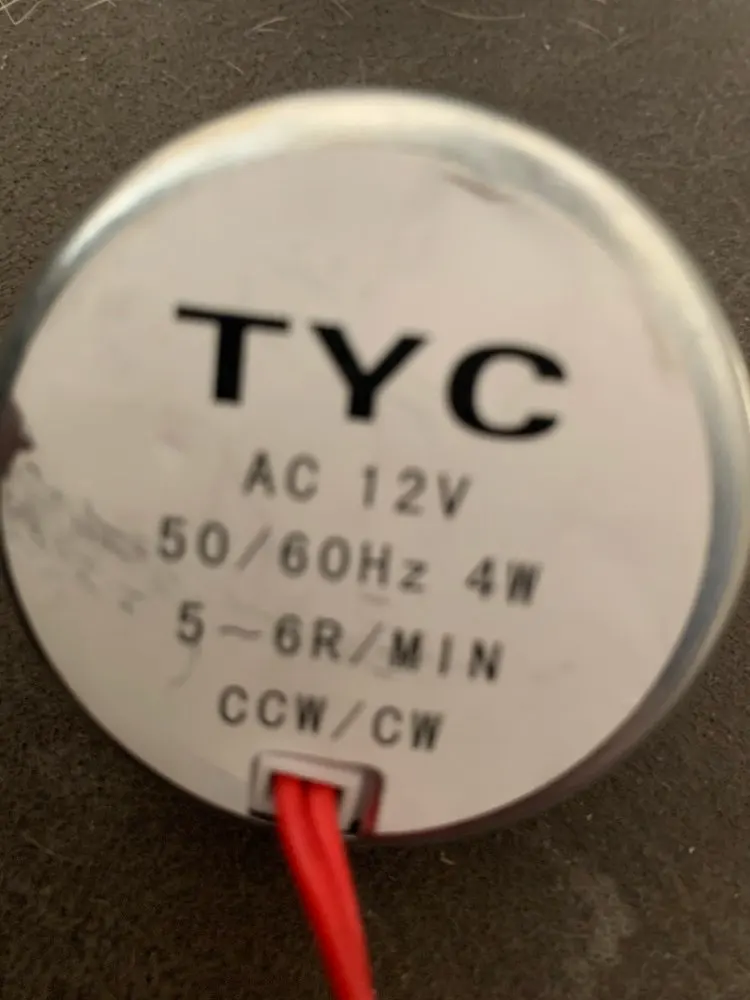 TYC
AC 12V
50/60Hz 4W
5~6R/MIN
CCW/CW